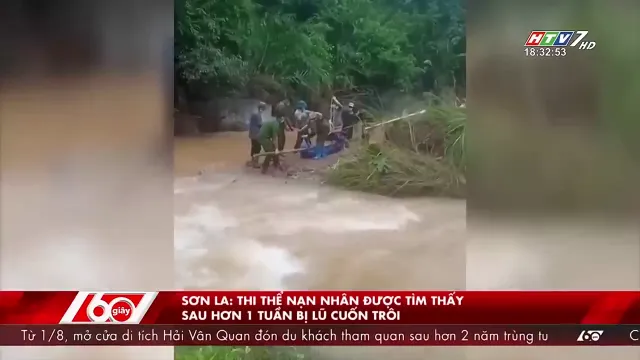 HTV7 HD
18:32:53
60 giây
SƠN LA: THI THỂ NẠN NHÂN ĐƯỢC TÌM THẤY
SAU HƠN 1 TUẦN BỊ LŨ CUỐN TRÔI
Từ 1/8, mở cửa di tích Hải Vân Quan đón du khách tham quan sau hơn 2 năm trùng tu
60